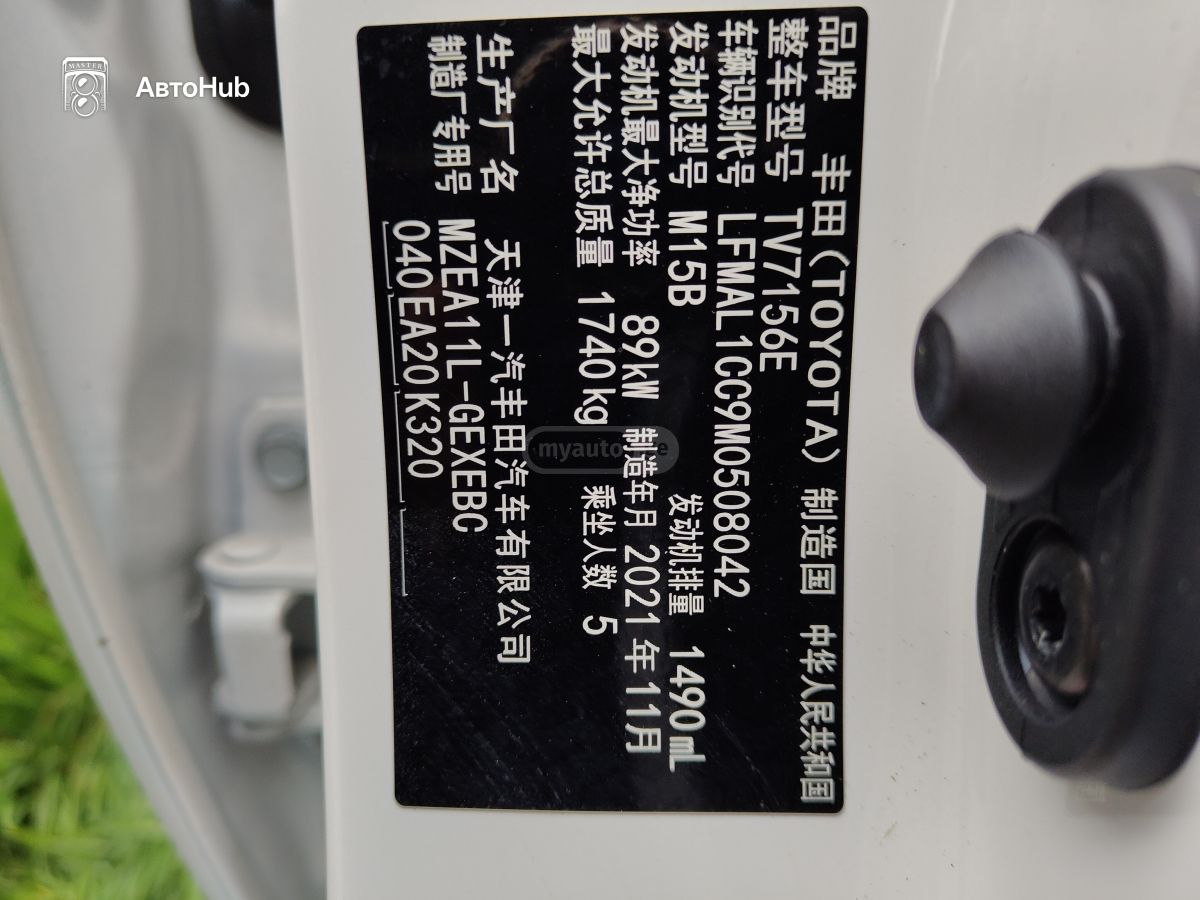 品牌 丰田(TOYOTA) 制造国 中华人民共和国
整车型号 TV7156E
车辆识别代号 LFMAL1CC9M0508042
发动机型号 M15B 发动机排量 1490mL
发动机最大净功率 89kW 制造年月 2021年11月
最大允许总质量 1740kg 乘坐人数 5
生产厂名 天津一汽丰田汽车有限公司
制造厂专用号 MZEA11L-GEXEBC
040EA20K320
MASTER
АвтоHub